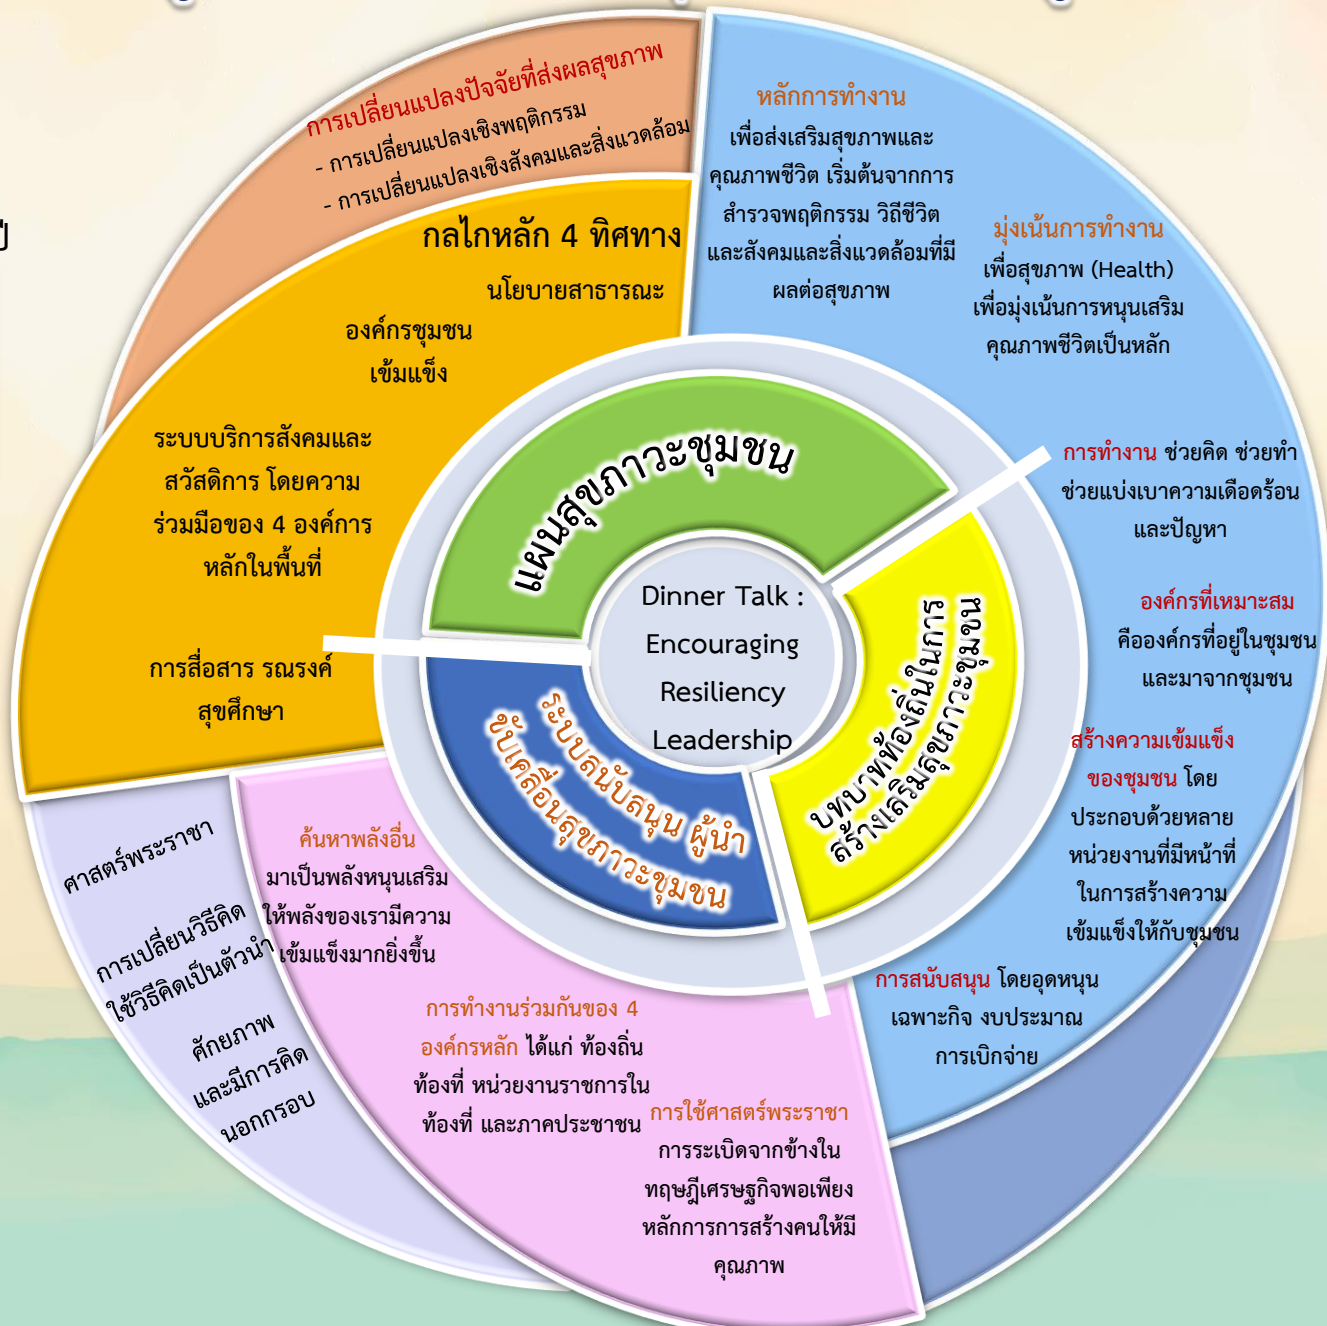 ปี
การเปลี่ยนแปลงปัจจัยที่ส่งผลสุขภาพ
- การเปลี่ยนแปลงเชิงพฤติกรรม
- การเปลี่ยนแปลงเชิงสังคมและสิ่งแวดล้อม
กลไกหลัก 4 ทิศทาง
นโยบายสาธารณะ
องค์กรชุมชน
เข้มแข็ง
ระบบบริการสังคมและ
สวัสดิการ โดยความ
ร่วมมือของ 4 องค์การ
หลักในพื้นที่
การสื่อสาร รณรงค์
สุขศึกษา
หลักการทำงาน
เพื่อส่งเสริมสุขภาพและ
คุณภาพชีวิต เริ่มต้นจากการ
สำรวจพฤติกรรม วิถีชีวิต
และสังคมและสิ่งแวดล้อมที่มี
ผลต่อสุขภาพ
มุ่งเน้นการทำงาน
เพื่อสุขภาพ (Health)
เพื่อมุ่งเน้นการหนุนเสริม
คุณภาพชีวิตเป็นหลัก
การทำงาน ช่วยคิด ช่วยทำ
ช่วยแบ่งเบาความเดือดร้อน
และปัญหา
องค์กรที่เหมาะสม
คือองค์กรที่อยู่ในชุมชน
และมาจากชุมชน
สร้างความเข้มแข็ง
ของชุมชน โดย
ประกอบด้วยหลาย
หน่วยงานที่มีหน้าที่
ในการสร้างความ
เข้มแข็งให้กับชุมชน
การสนับสนุน โดยอุดหนุน
เฉพาะกิจ งบประมาณ
การเบิกจ่าย
แผนสุขภาวะชุมชน
บทบาทท้องถิ่นในการ
สร้างเสริมสุขภาวะชุมชน
ระบบสนับสนุน ผู้นำ
ขับเคลื่อนสุขภาวะชุมชน
Dinner Talk :
Encouraging
Resiliency
Leadership
ค้นหาพลังอื่น
มาเป็นพลังหนุนเสริม
ให้พลังของเรามีความ
เข้มแข็งมากยิ่งขึ้น
การทำงานร่วมกันของ 4
องค์กรหลัก ได้แก่ ท้องถิ่น
ท้องที่ หน่วยงานราชการใน
ท้องที่ และภาคประชาชน
การใช้ศาสตร์พระราชา
การระเบิดจากข้างใน
ทฤษฎีเศรษฐกิจพอเพียง
หลักการการสร้างคนให้มี
คุณภาพ
ศาสตร์พระราชา
การเปลี่ยนวิธีคิด
ใช้วิธีคิดเป็นตัวนำ
ศักยภาพ
และมีการคิด
นอกกรอบ